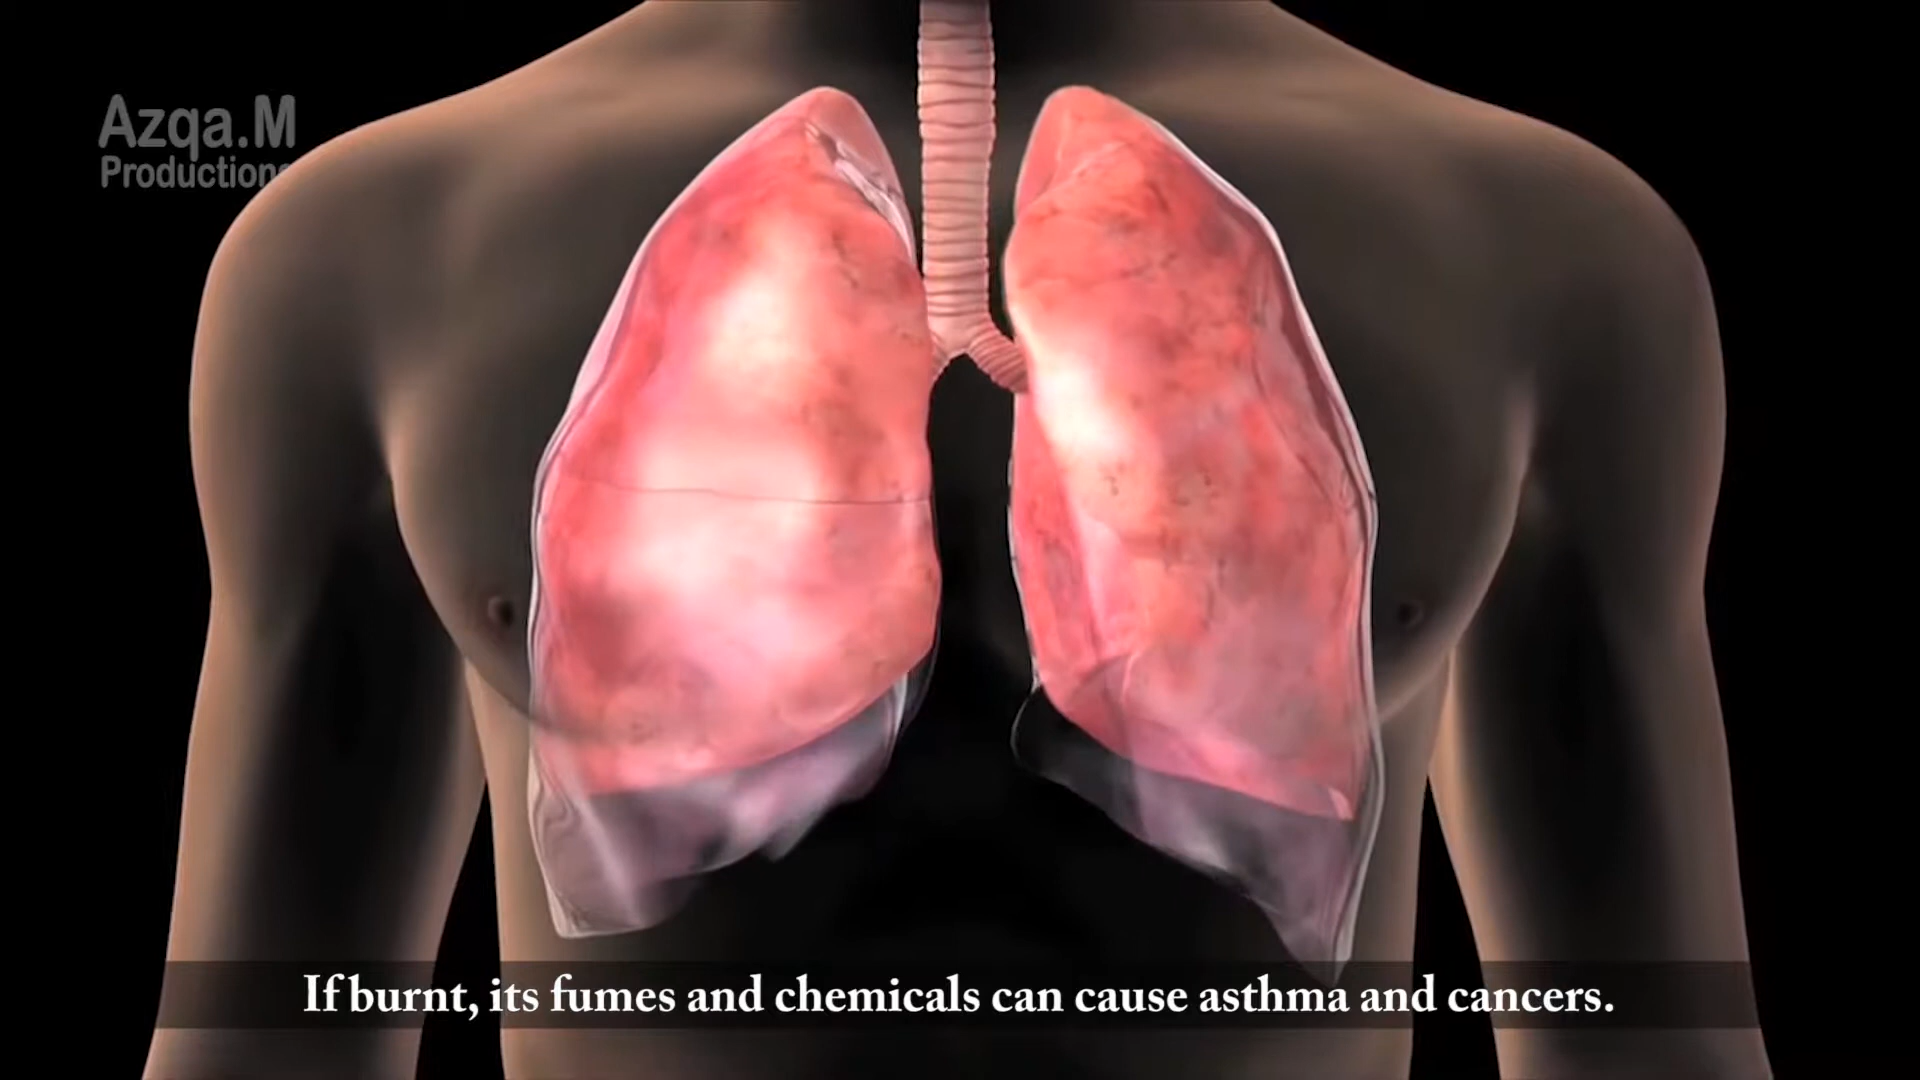 Azqa.M
Productions
If burnt, its fumes and chemicals can cause asthma and cancers.